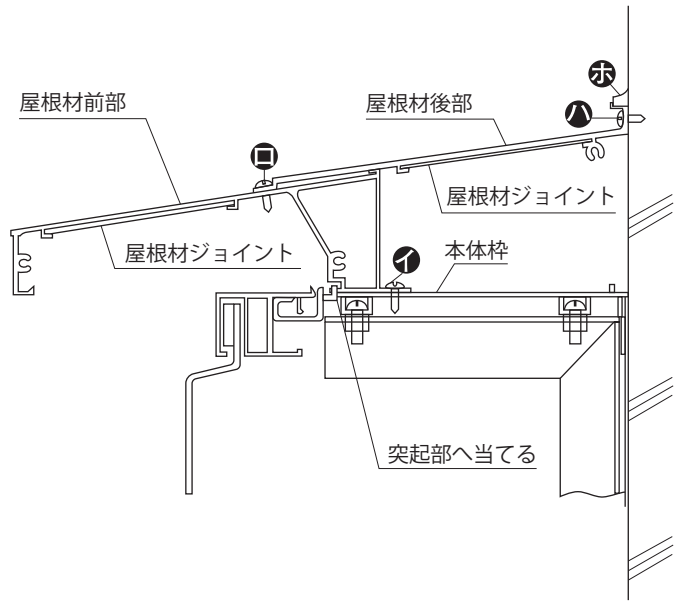 ホ
屋根材前部
屋根材後部
ハ
ロ
屋根材ジョイント
屋根材ジョイント
イ
本体枠
突起部へ当てる